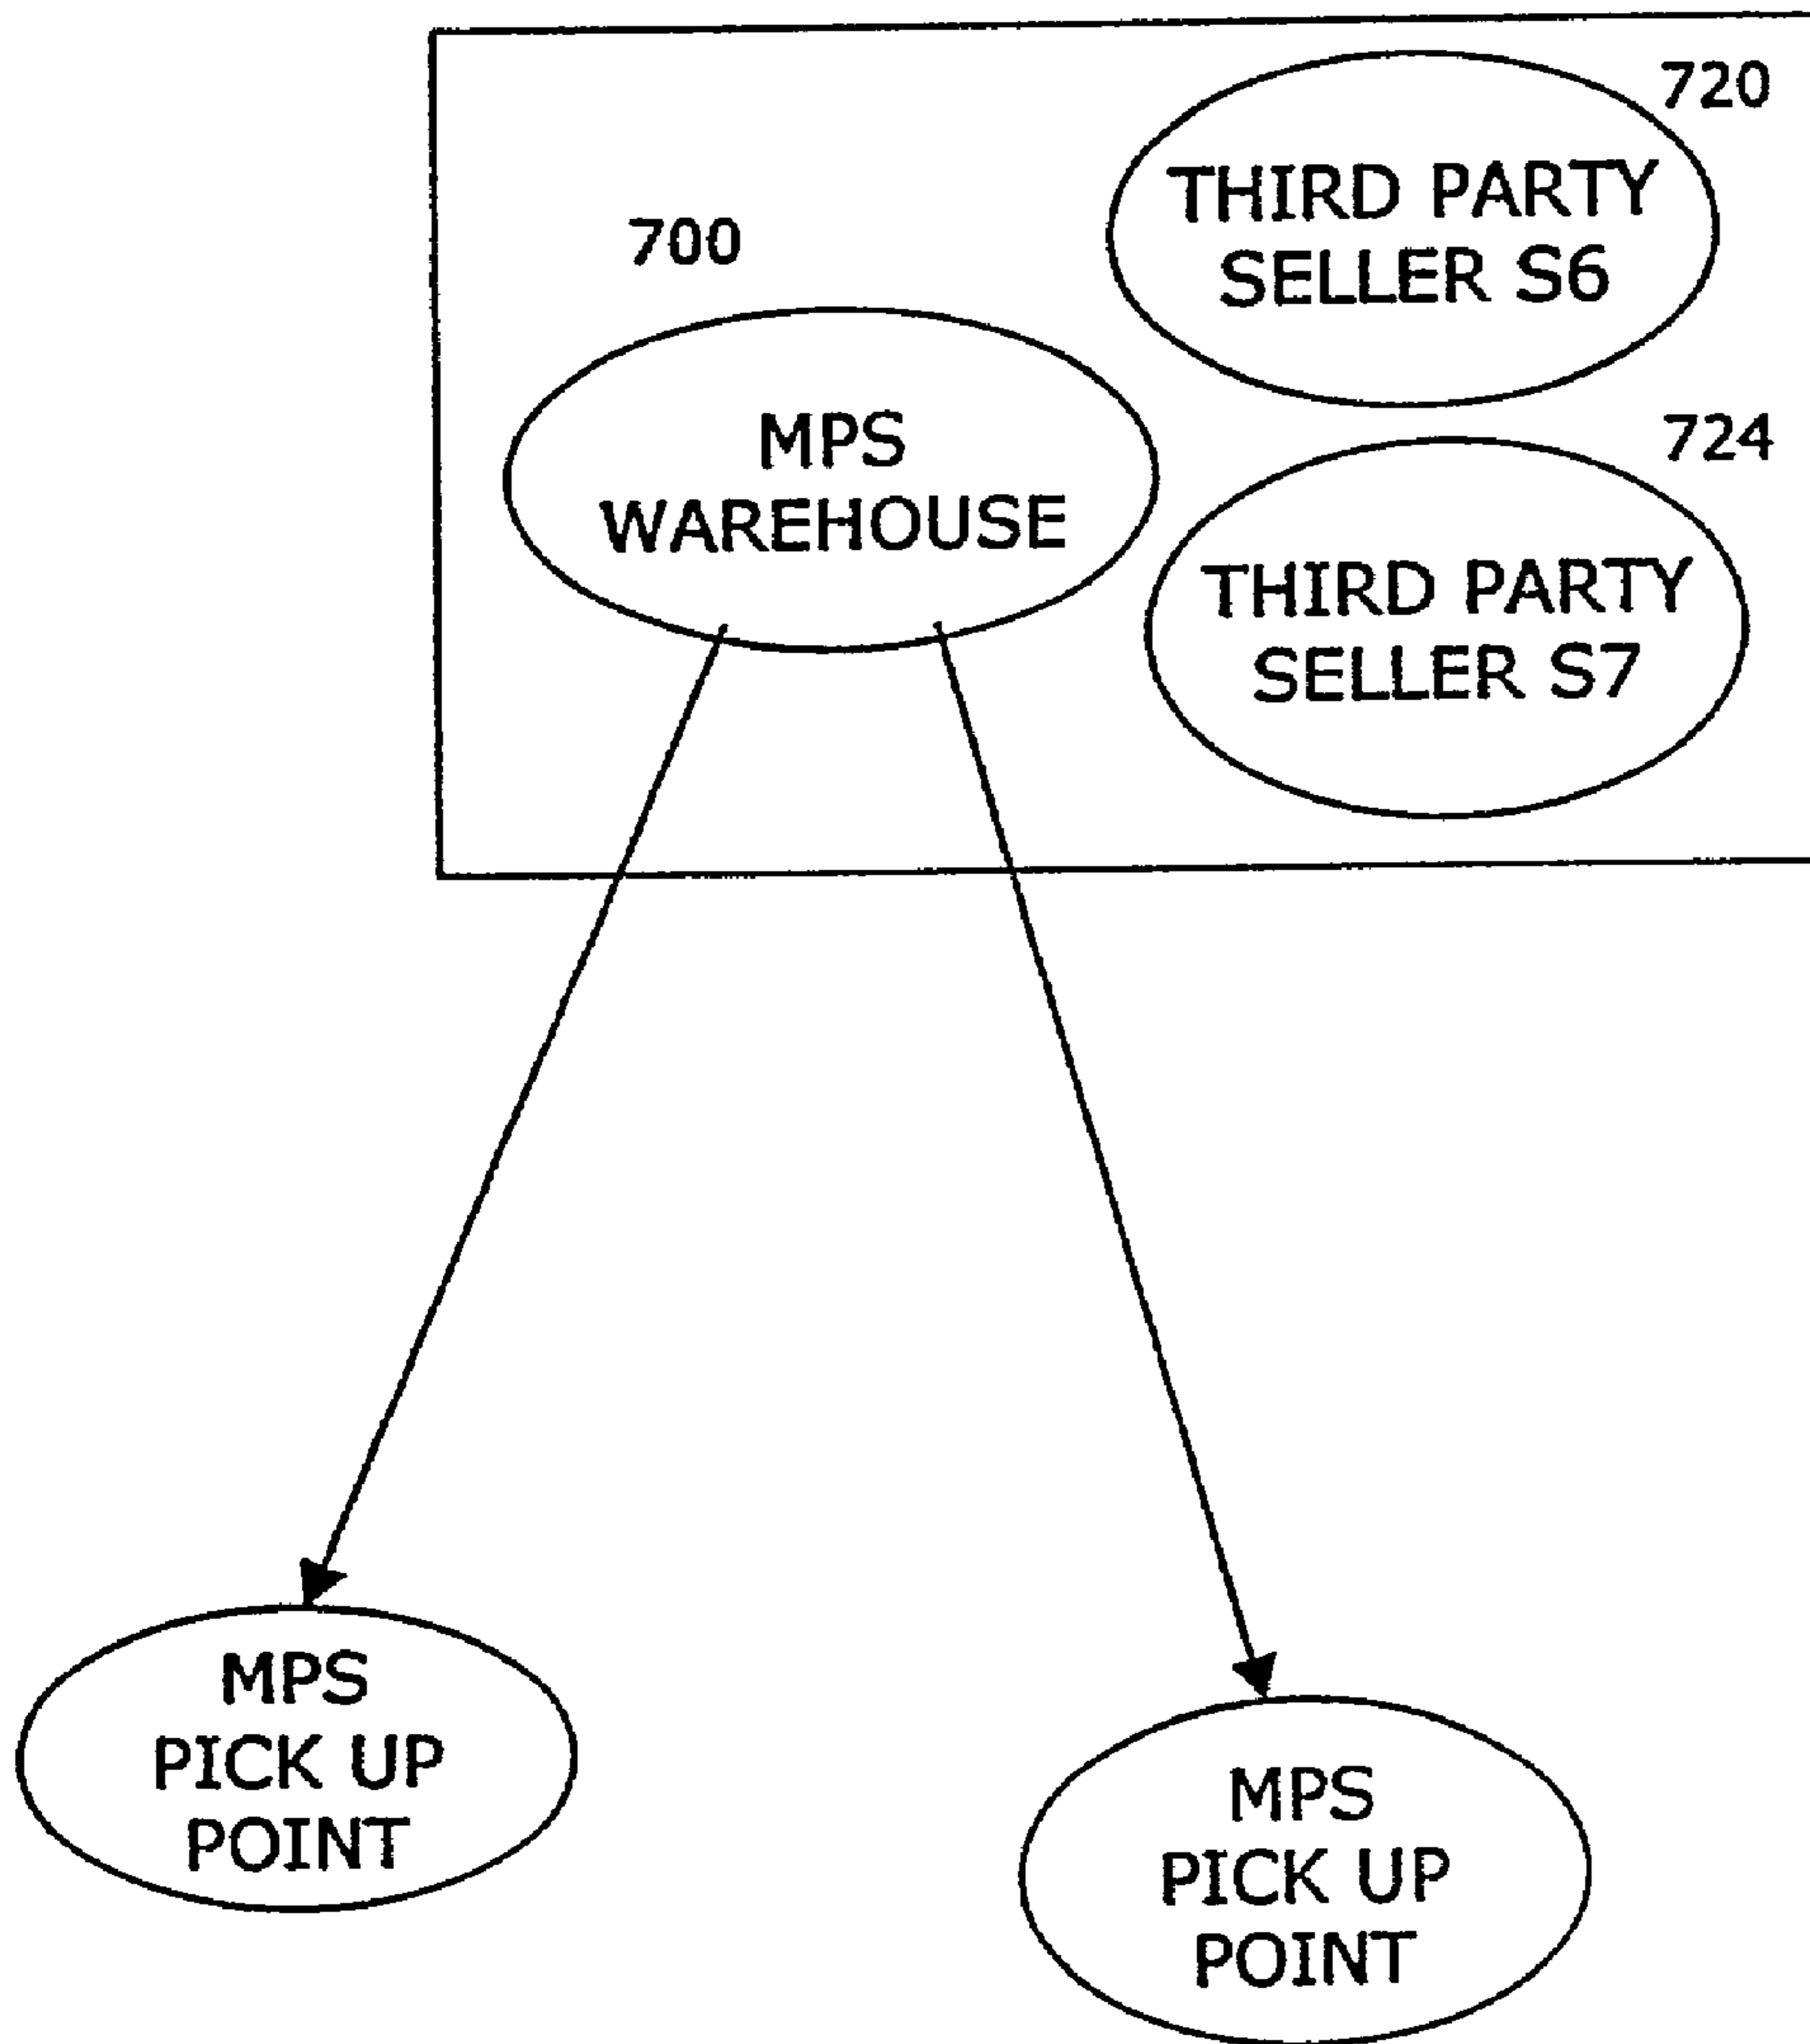 720
THIRD PARTY
SELLER S6
700
MPS
WAREHOUSE
724
THIRD PARTY
SELLER S7
MPS
PICK UP
POINT
MPS
PICK UP
POINT